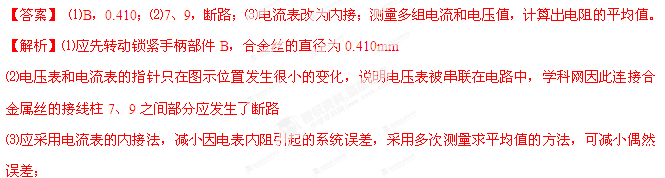 【答案】 ⑴B，0.410；⑵7、9，断路；⑶电流表改为内接；测量多组电流和电压值，计算出电阻的平均值。
【解析】⑴应先转动锁紧手柄部件 B，合金丝的直径为 0.410mm
⑵电压表和电流表的指针只在图示位置发生很小的变化，说明电压表被串联在电路中，学科网因此连接合
金属丝的接线柱 7、9 之间部分应发生了断路
⑶应采用电流表的内接法，减小因电表内阻引起的系统误差，采用多次测量求平均值的方法，可减小偶然
误差；